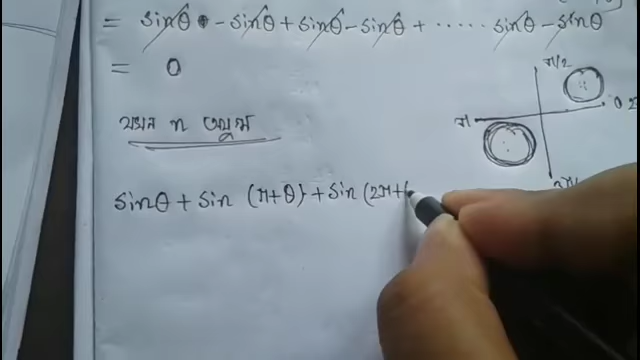 = sinθ - sinθ + sinθ - sinθ + ...... sinθ - sinθ
= 0
π/2
π
0
যখন n অযুগ্ম
sinθ + sin (π+θ) + sin (2π+